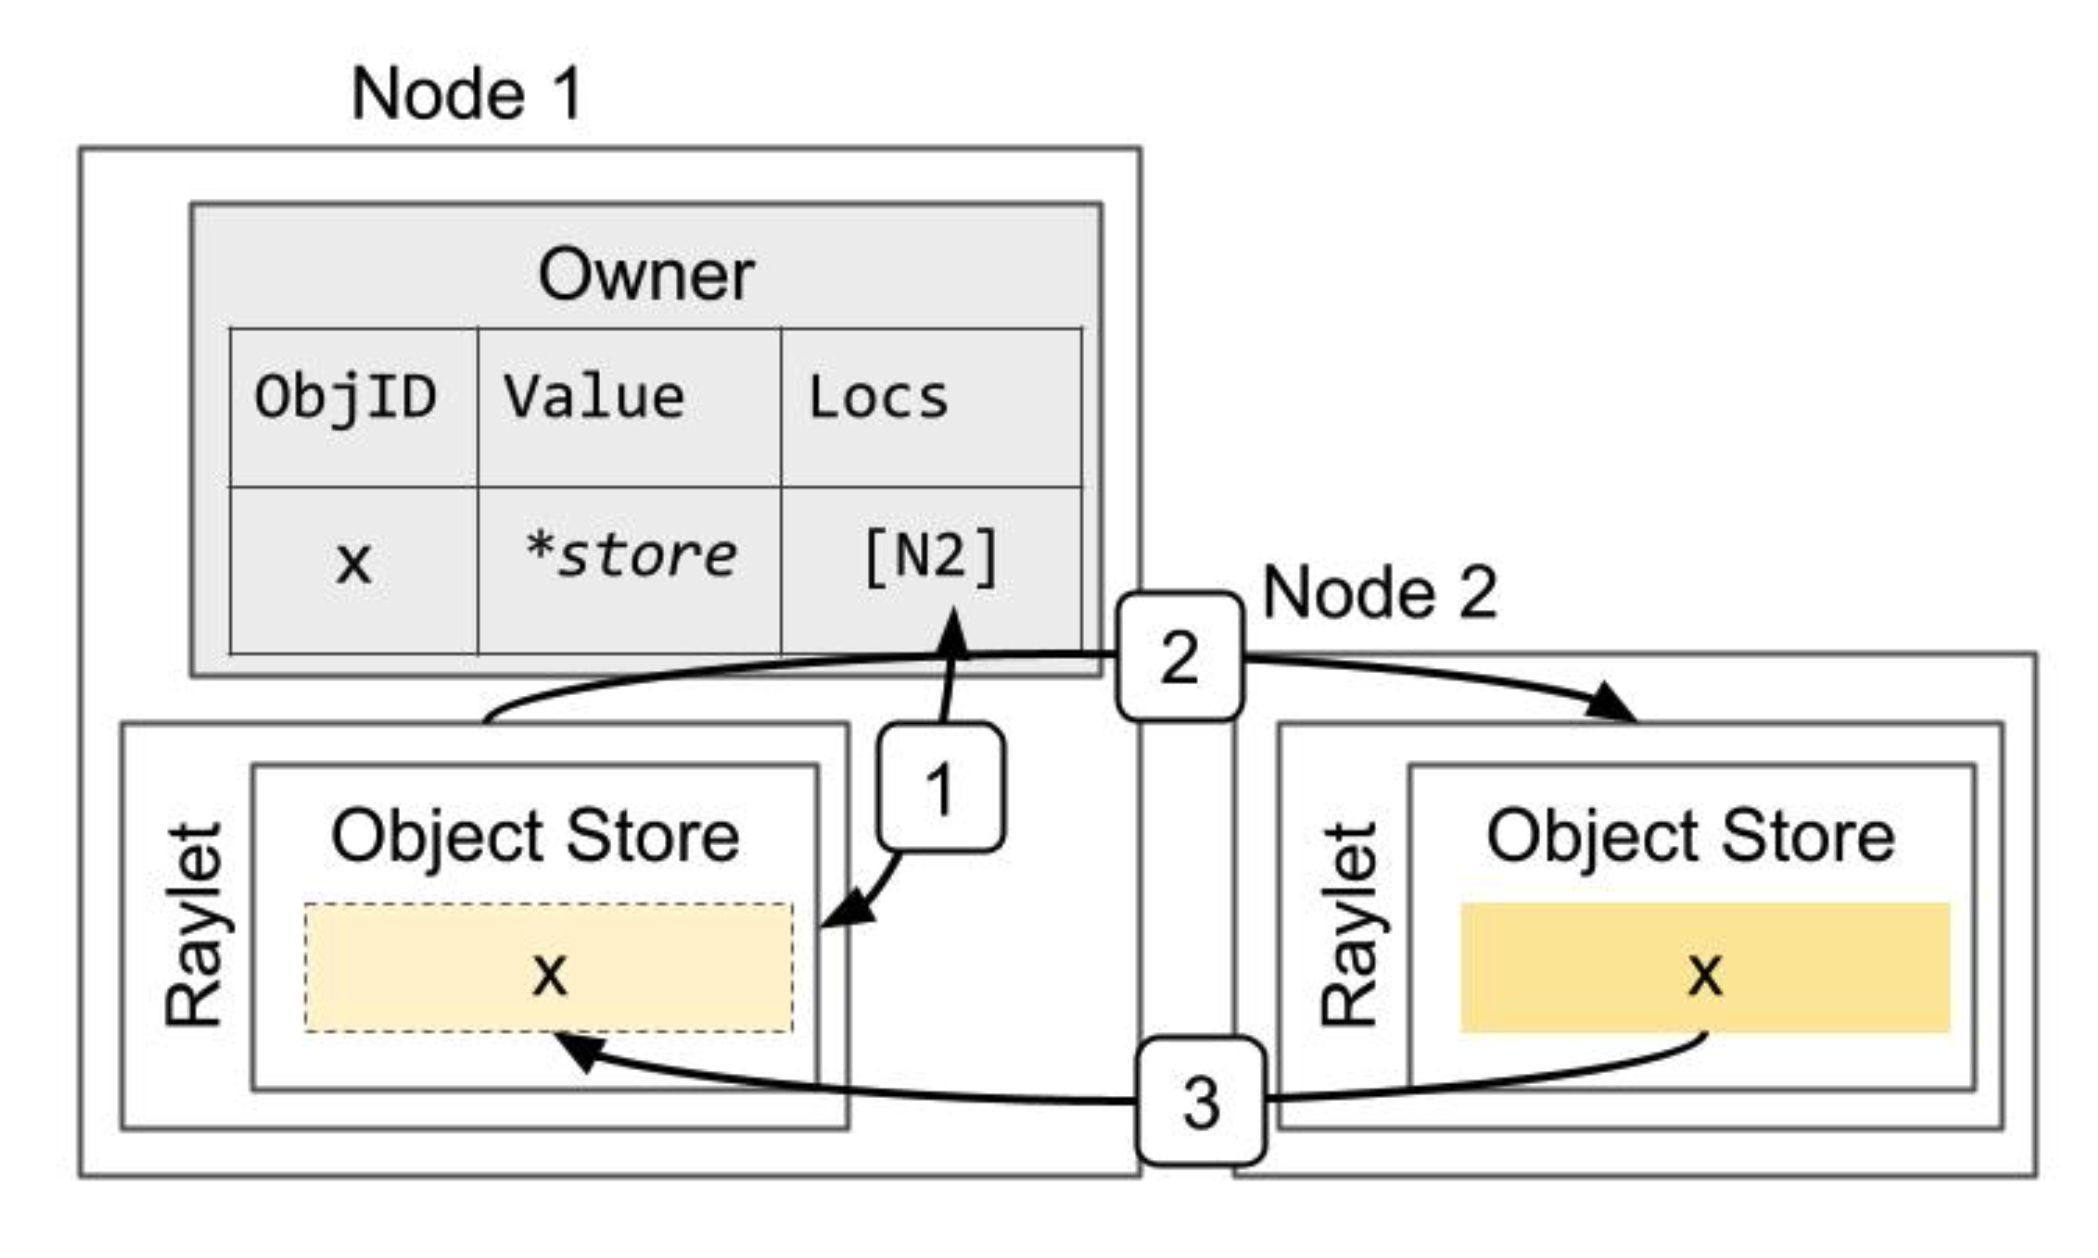 Node 1
Owner
ObjID Value Locs
x *store [N2]
Node 2
2
1
Raylet
Object Store
x
Raylet
Object Store
x
3